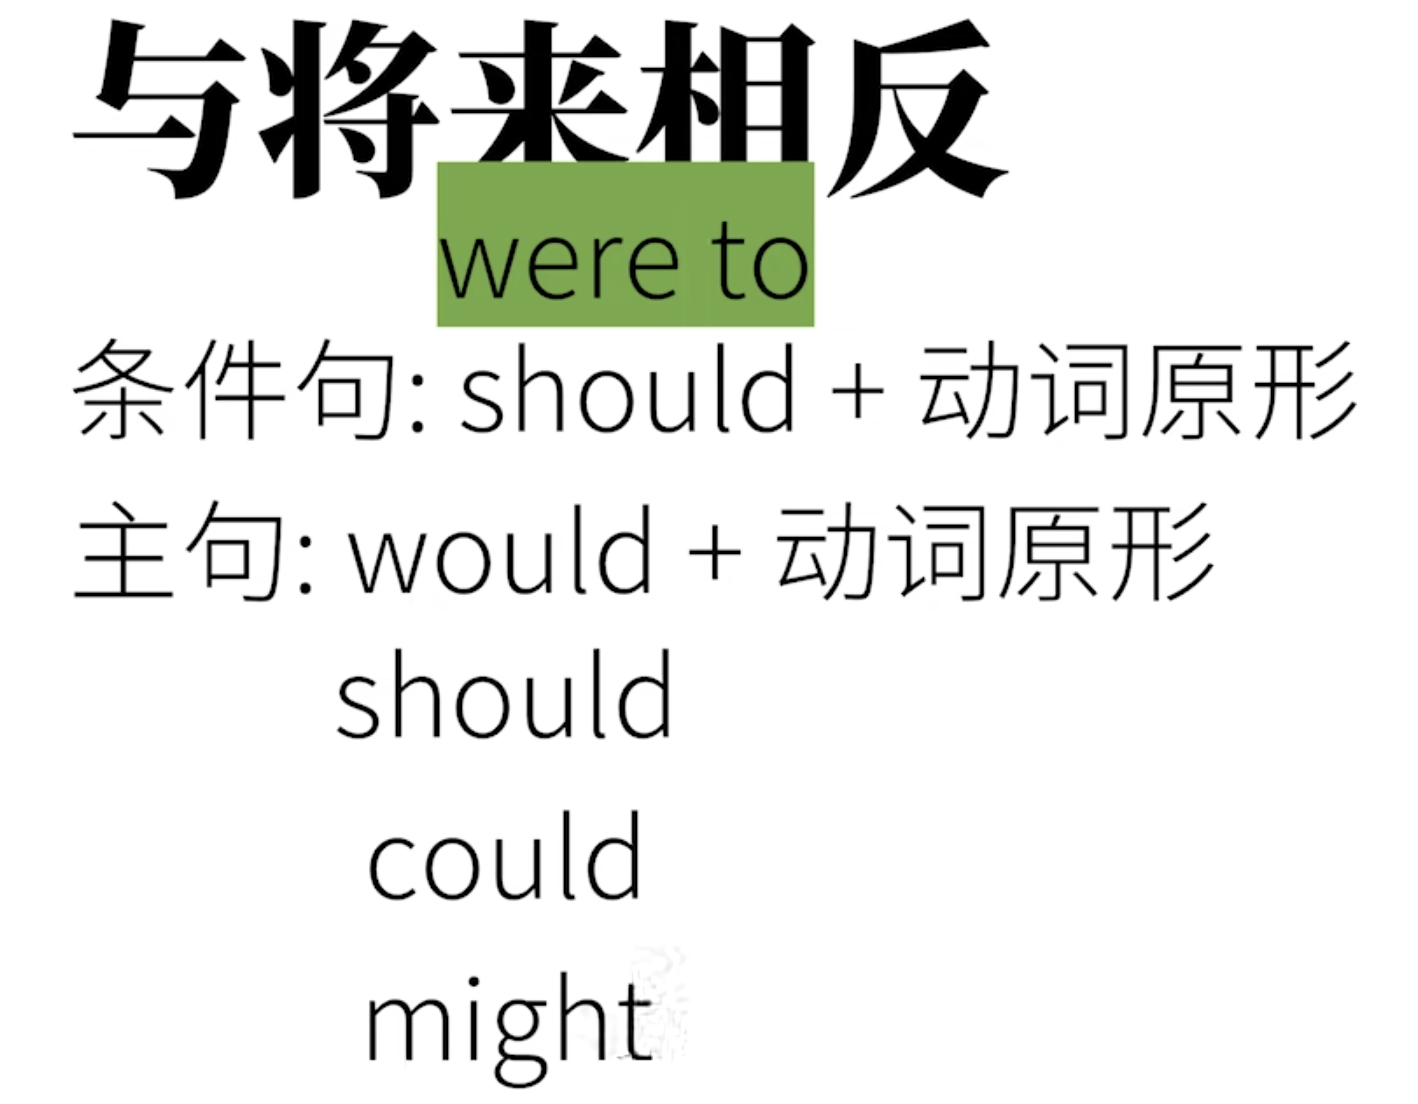 与将来相反
were to
条件句: should + 动词原形
主句: would + 动词原形
should
could
might